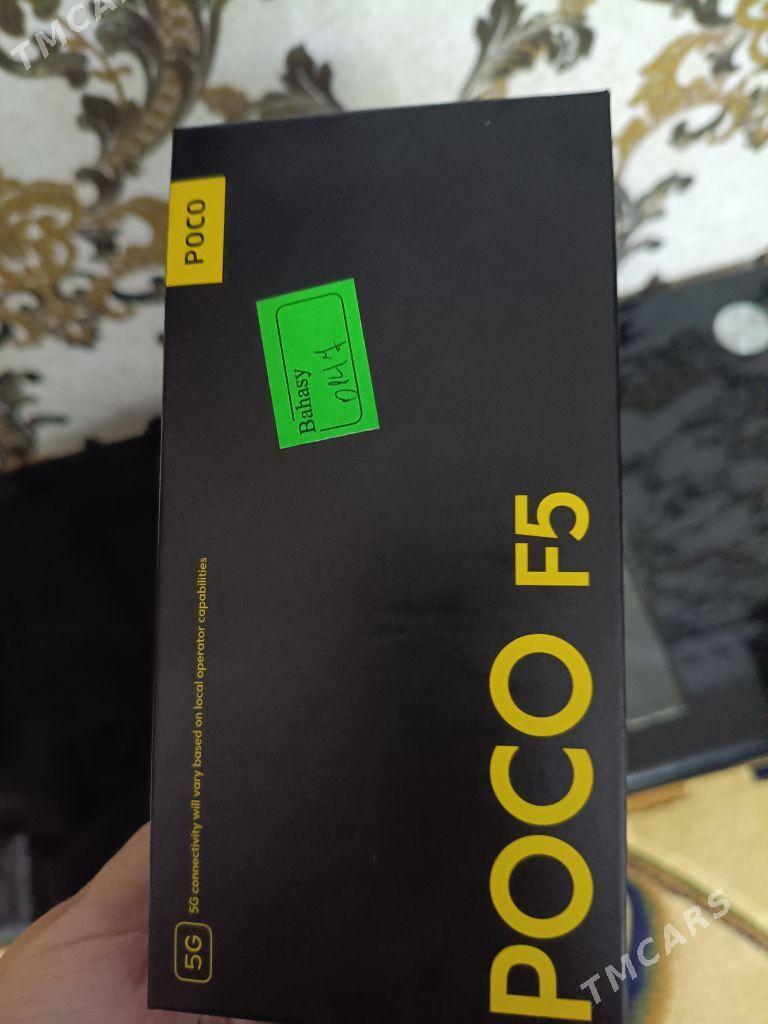 POCO
Bahasy
5G
5G connectivity will vary based on local operator capabilities
POCO F5
TMCARS
TMCARS